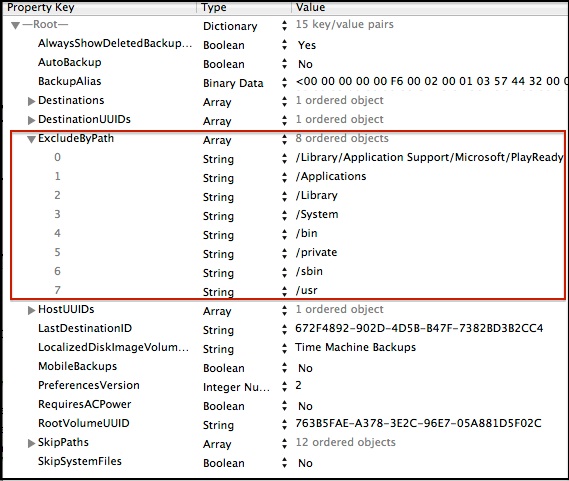 Property Key Type Value
—Root— Dictionary 15 key/value pairs
AlwaysShowDeletedBackup... Boolean Yes
AutoBackup Boolean No
BackupAlias Binary Data <00 00 00 00 00 F6 00 02 00 01 03 57 44 32 00 0
Destinations Array 1 ordered object
DestinationUUIDs Array 1 ordered object
ExcludeByPath Array 8 ordered objects
0 String /Library/Application Support/Microsoft/PlayReady
1 String /Applications
2 String /Library
3 String /System
4 String /bin
5 String /private
6 String /sbin
7 String /usr
HostUUIDs Array 1 ordered object
LastDestinationID String 672F4892-902D-4D5B-B47F-7382BD3B2CC4
LocalizedDiskImageVolum... String Time Machine Backups
MobileBackups Boolean No
PreferencesVersion Integer Nu... 2
RequiresACPower Boolean No
RootVolumeUUID String 763B5FAE-A378-3E2C-96E7-05A881D5F02C
SkipPaths Array 12 ordered objects
SkipSystemFiles Boolean No